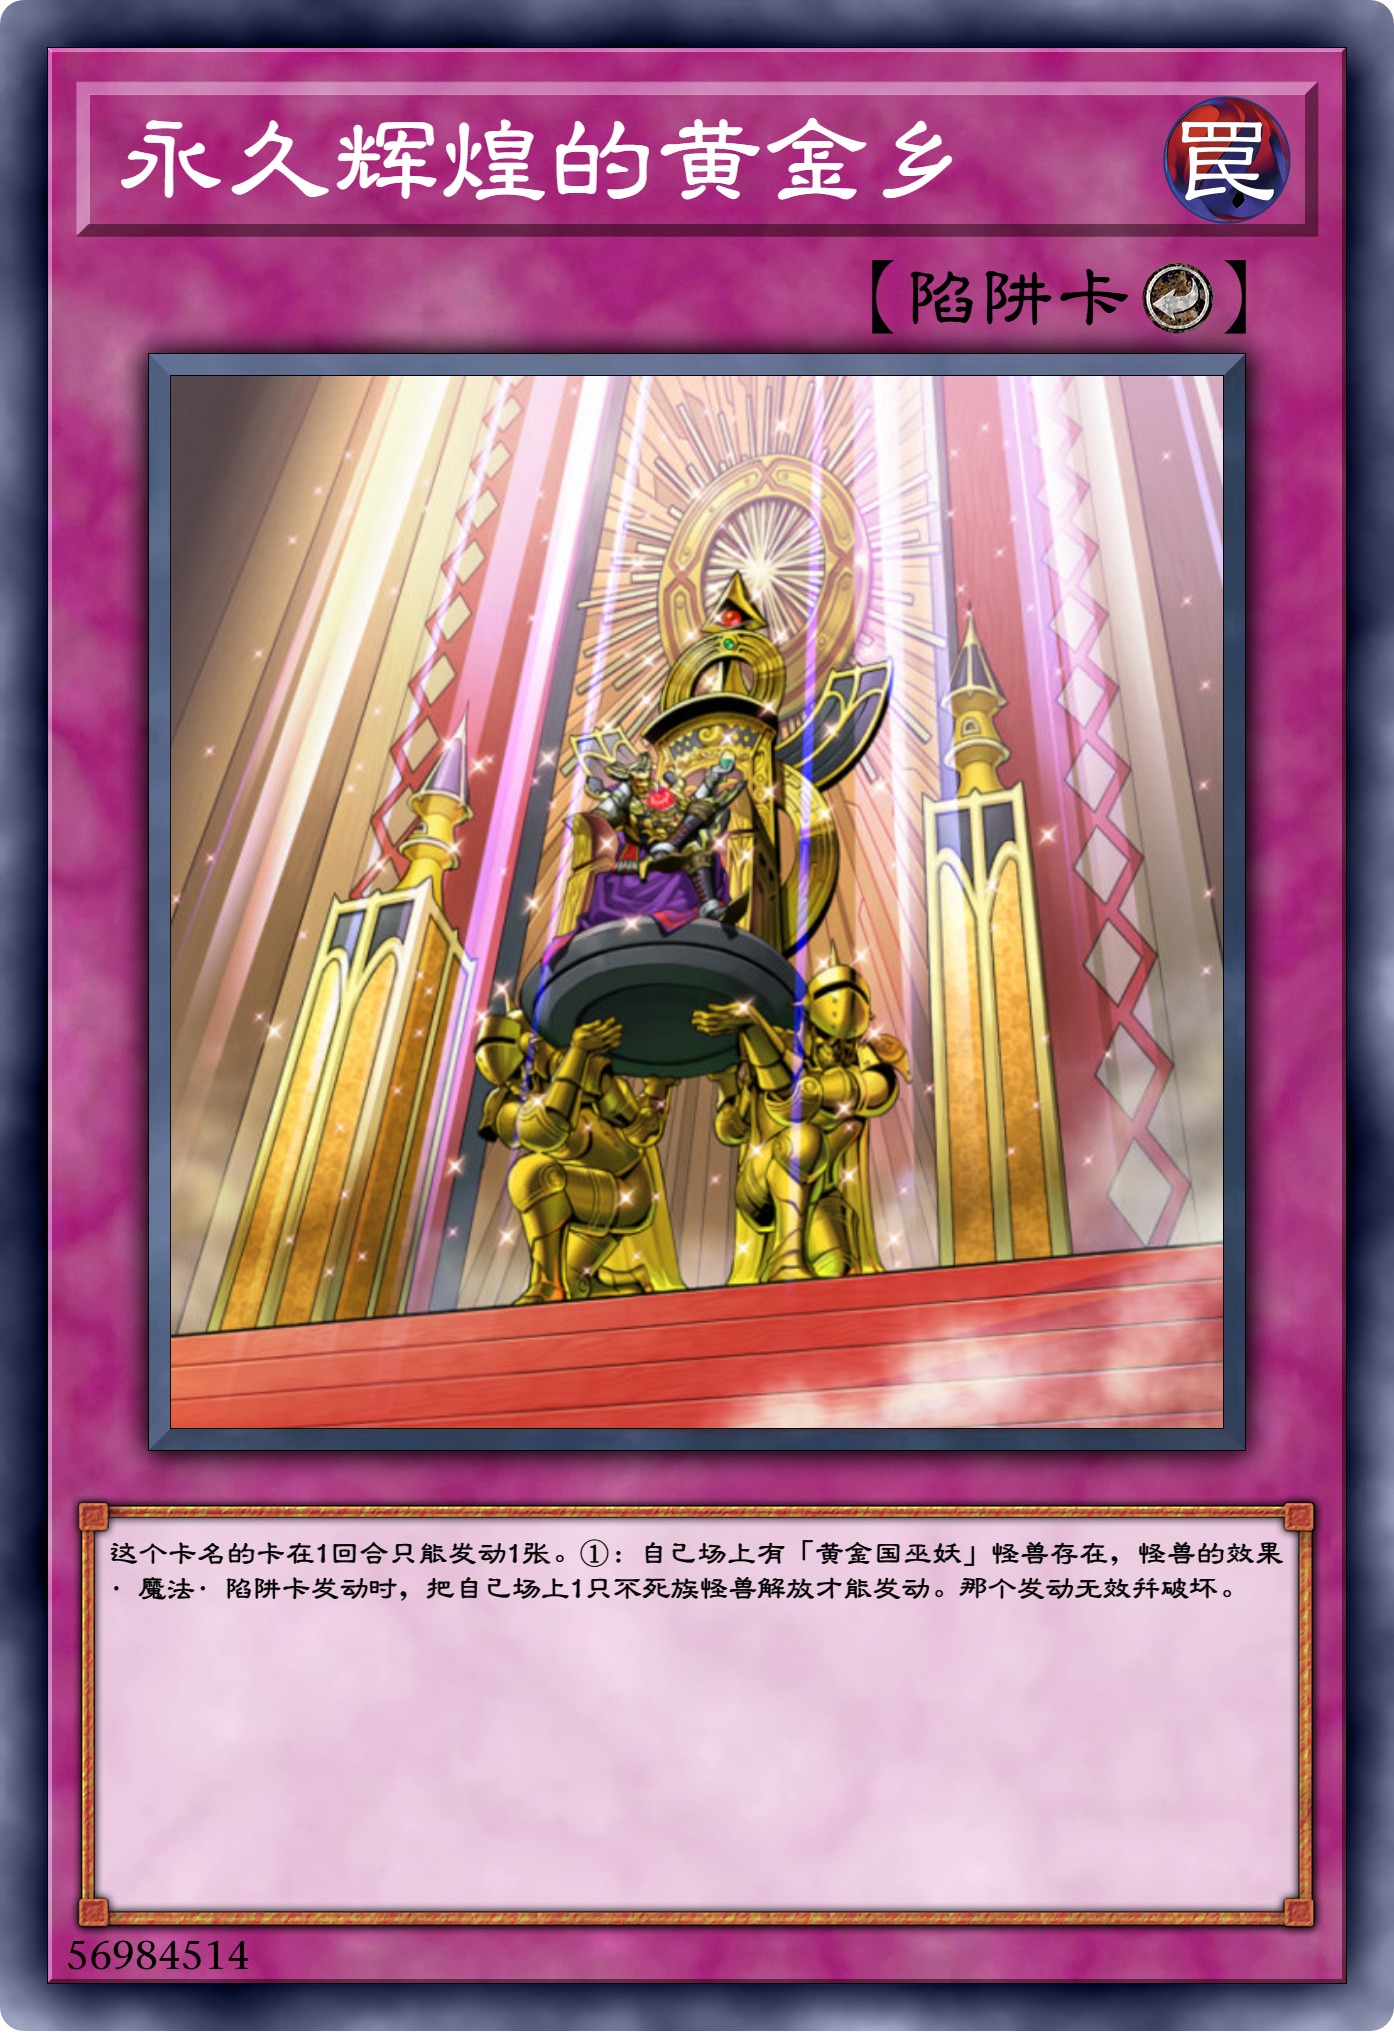 永久辉煌的黄金乡
罠
【陷阱卡】
这个卡名的卡在1回合只能发动1张。①：自己场上有「黄金国巫妖」怪兽存在，怪兽的效果
·魔法·陷阱卡发动时，把自己场上1只不死族怪兽解放才能发动。那个发动无效并破坏。
56984514